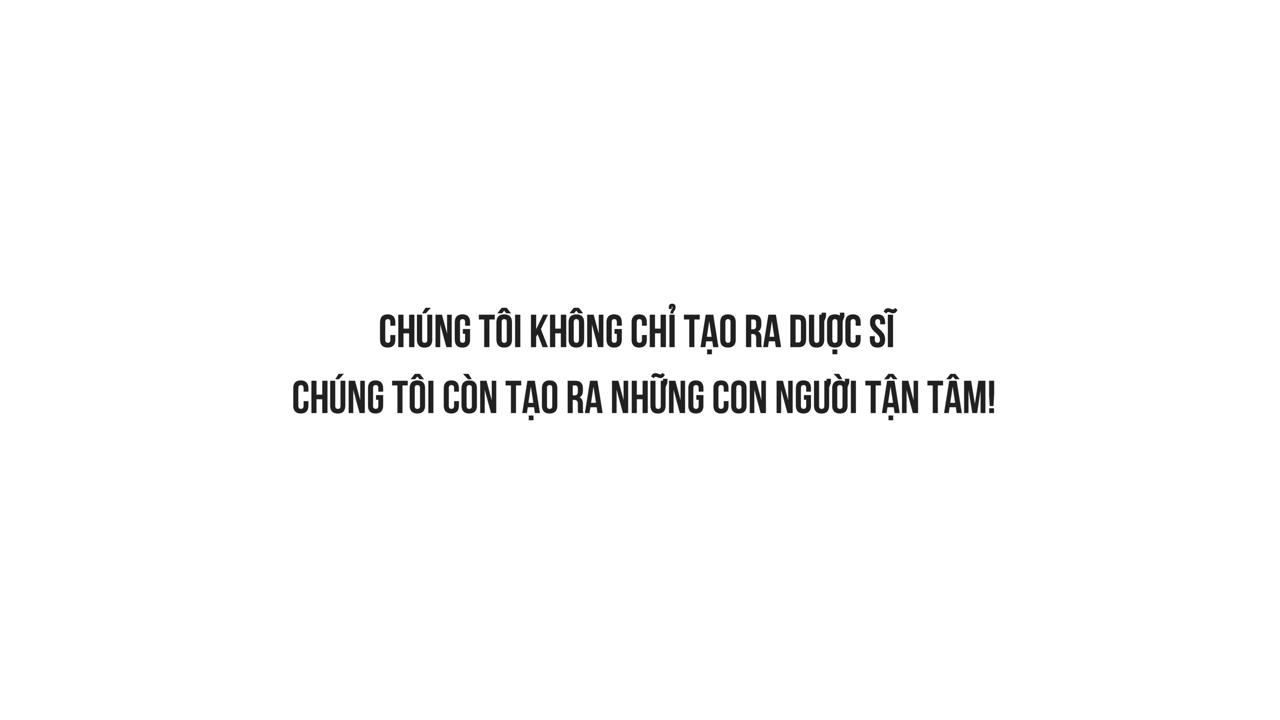 CHÚNG TÔI KHÔNG CHỈ TẠO RA DƯỢC SĨ
CHÚNG TÔI CÒN TẠO RA NHỮNG CON NGƯỜI TẬN TÂM!